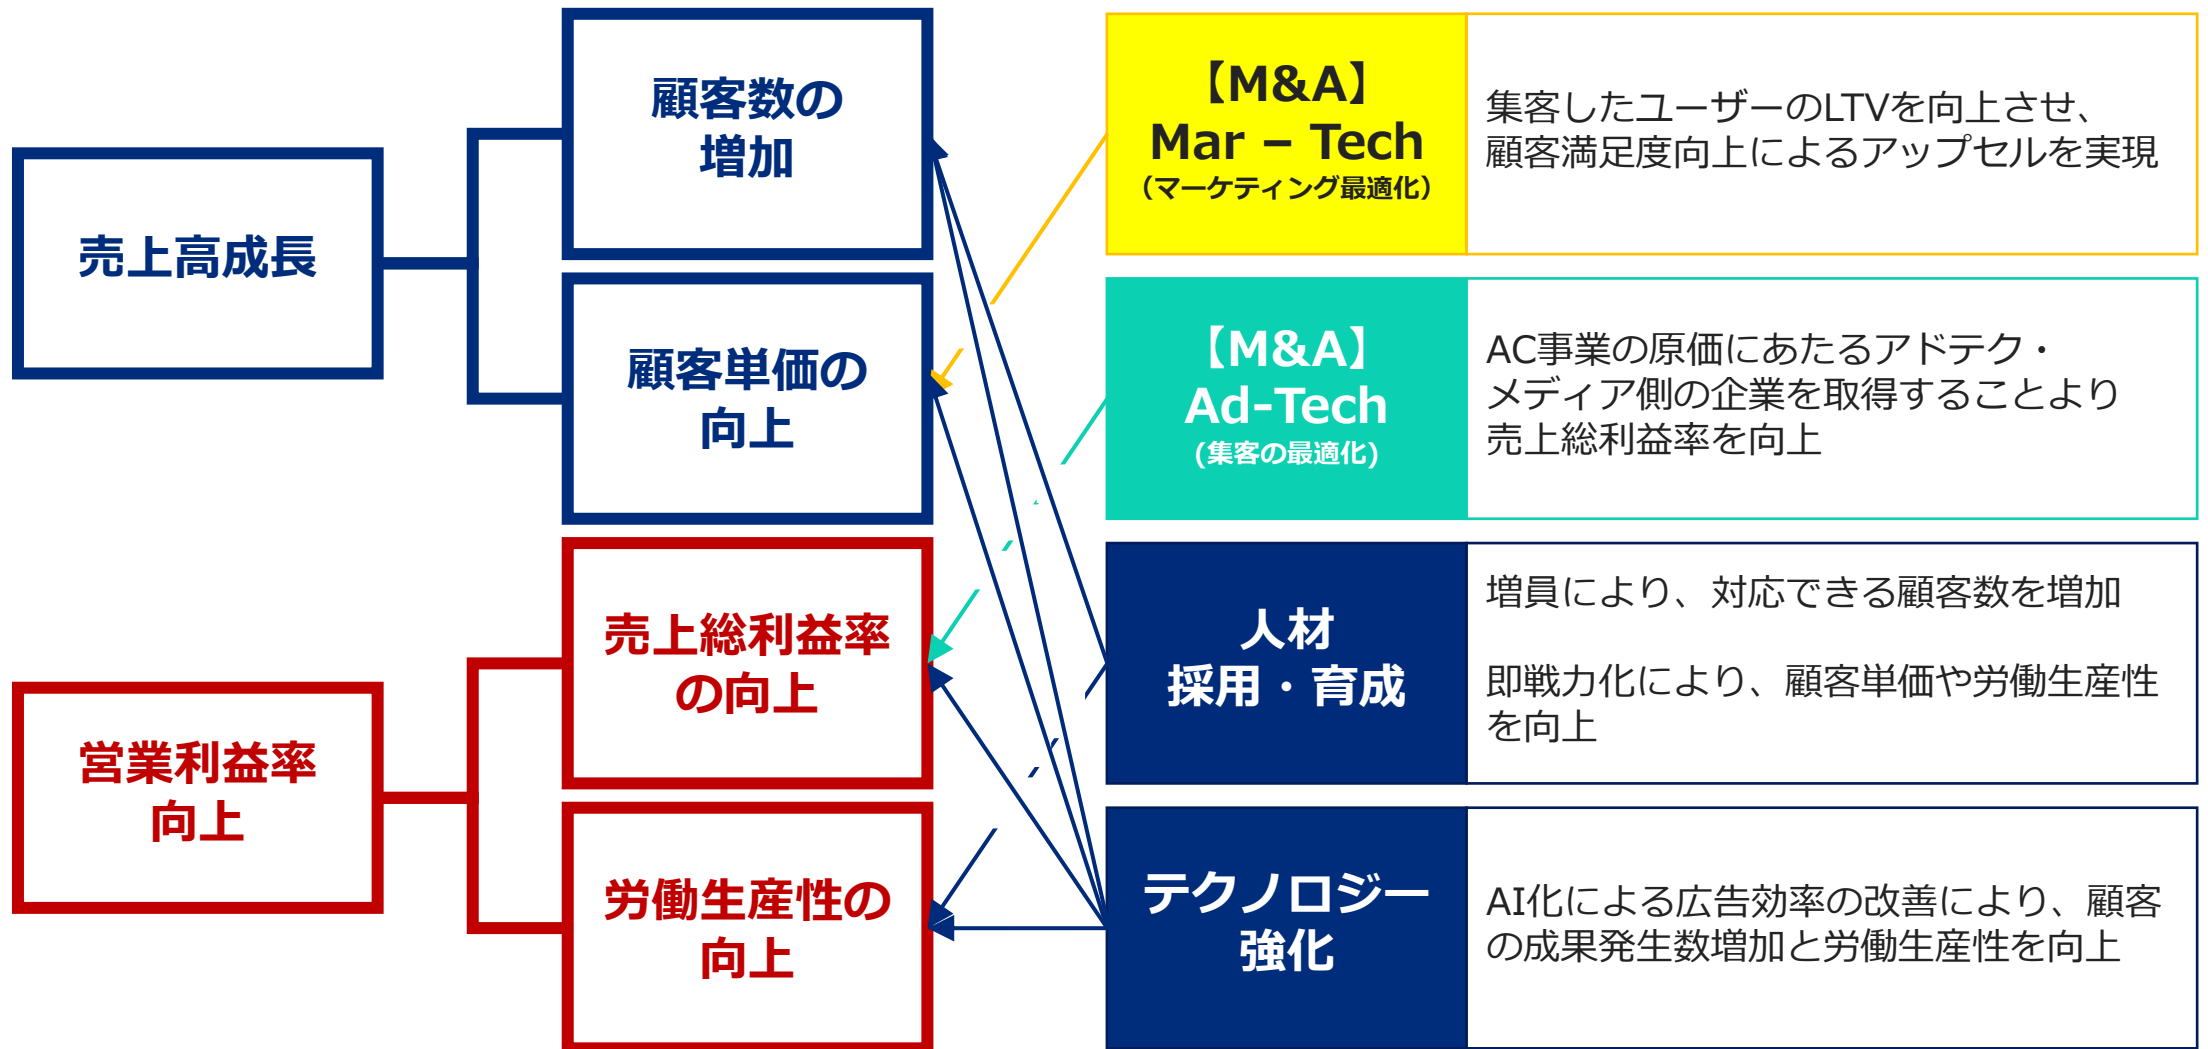 売上高成長
顧客数の
増加
顧客単価の
向上
営業利益率
向上
売上総利益率
の向上
労働生産性の
向上
【M&A】
Mar – Tech
（マーケティング最適化）
集客したユーザーのLTVを向上させ、
顧客満足度向上によるアップセルを実現
【M&A】
Ad-Tech
(集客の最適化)
AC事業の原価にあたるアドテク・
メディア側の企業を取得することより
売上総利益率を向上
人材
採用・育成
増員により、対応できる顧客数を増加
即戦力化により、顧客単価や労働生産性
を向上
テクノロジー
強化
AI化による広告効率の改善により、顧客
の成果発生数増加と労働生産性を向上